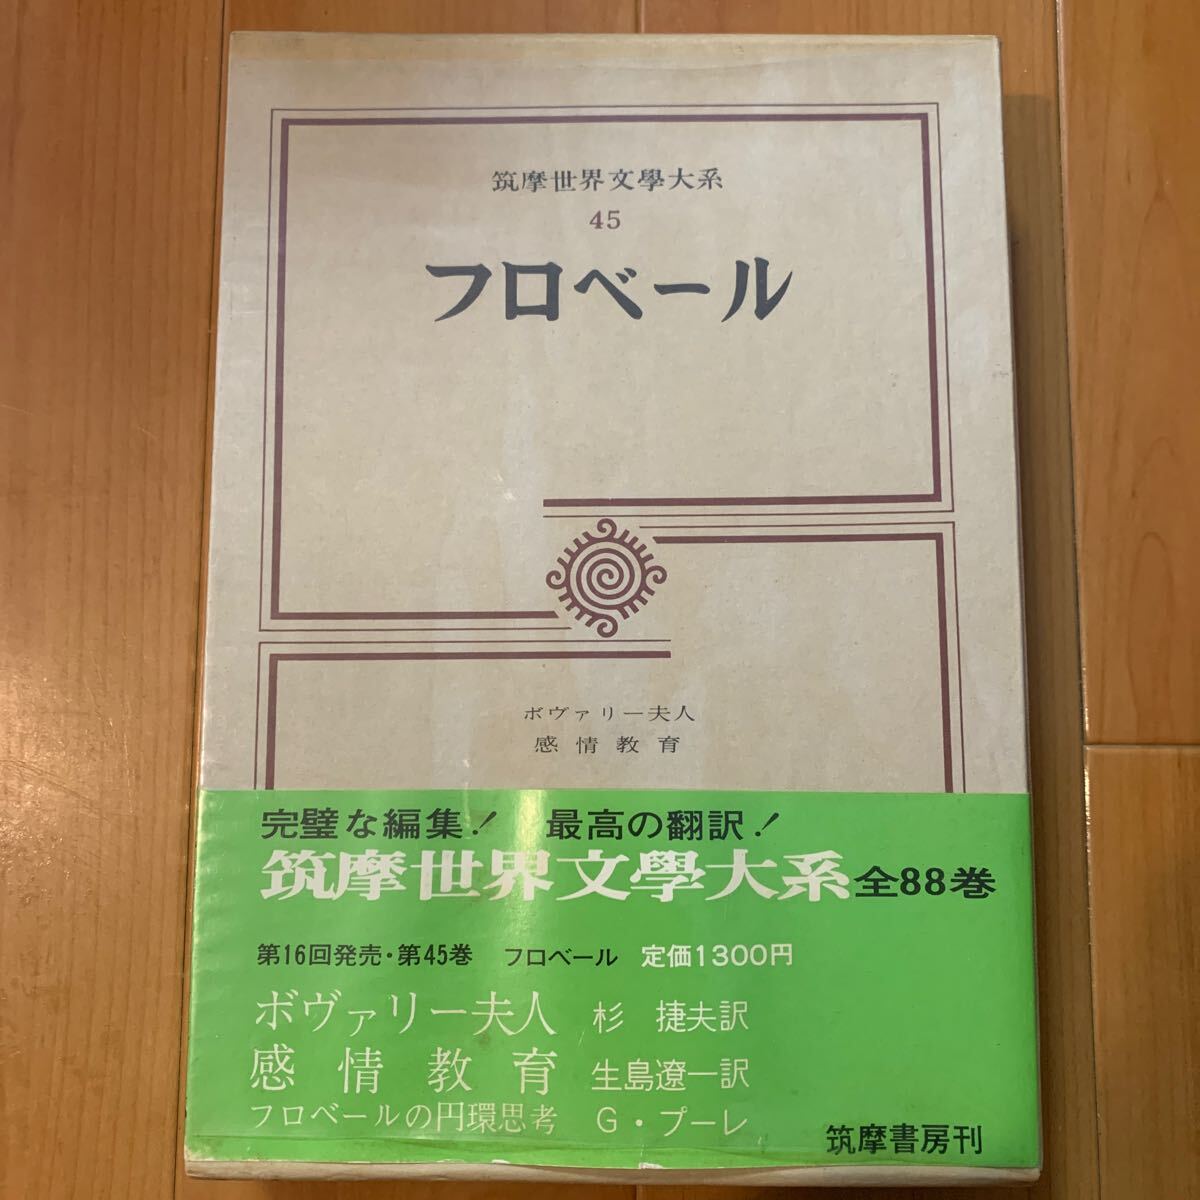 筑摩世界文學大系
45
フロベール
ボヴァリー夫人
感情教育
完璧な編集! 最高の翻訳!
筑摩世界文學大系全88巻
第16回発売・第45巻 フロベール 定価1300円
ボヴァリー夫人 杉 捷夫訳
感情教育 生島遼一訳
フロベールの円環思考 G・プーレ
筑摩書房刊